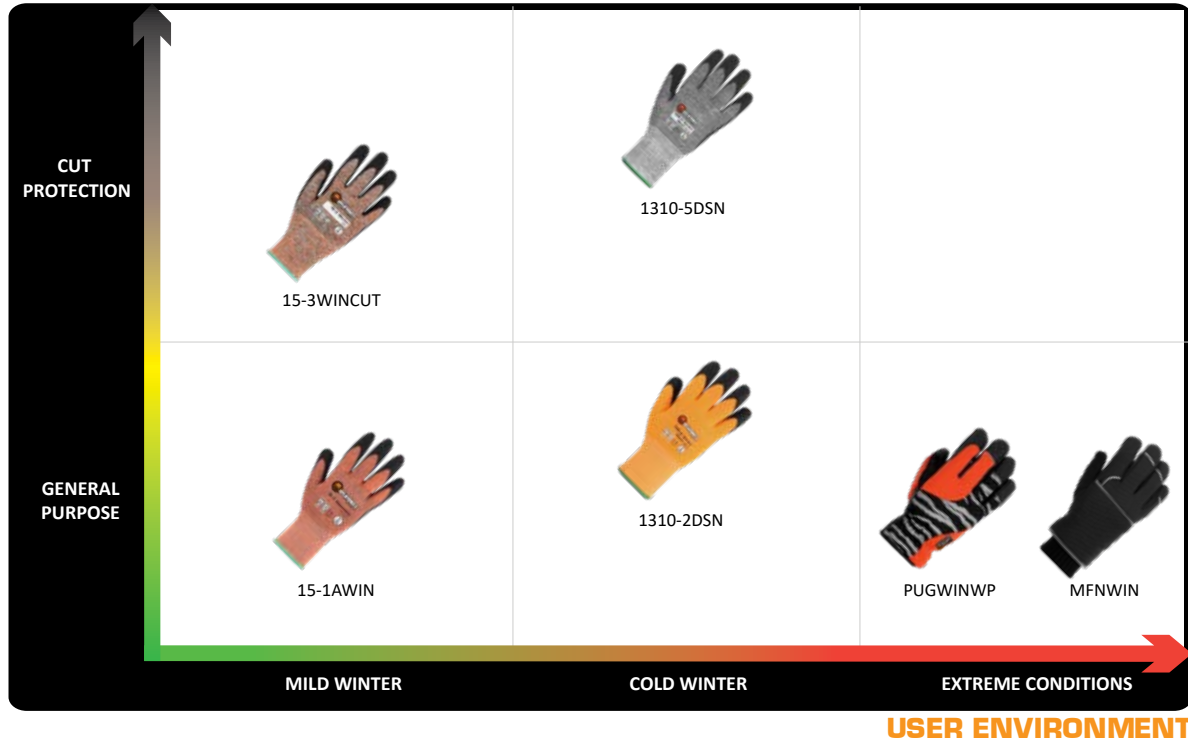 CUT
PROTECTION
1310-5DSN
15-3WINCUT
GENERAL
PURPOSE
1310-2DSN
15-1AWIN
PUGWINWP
MFNWIN
MILD WINTER
COLD WINTER
EXTREME CONDITIONS
USER ENVIRONMENT